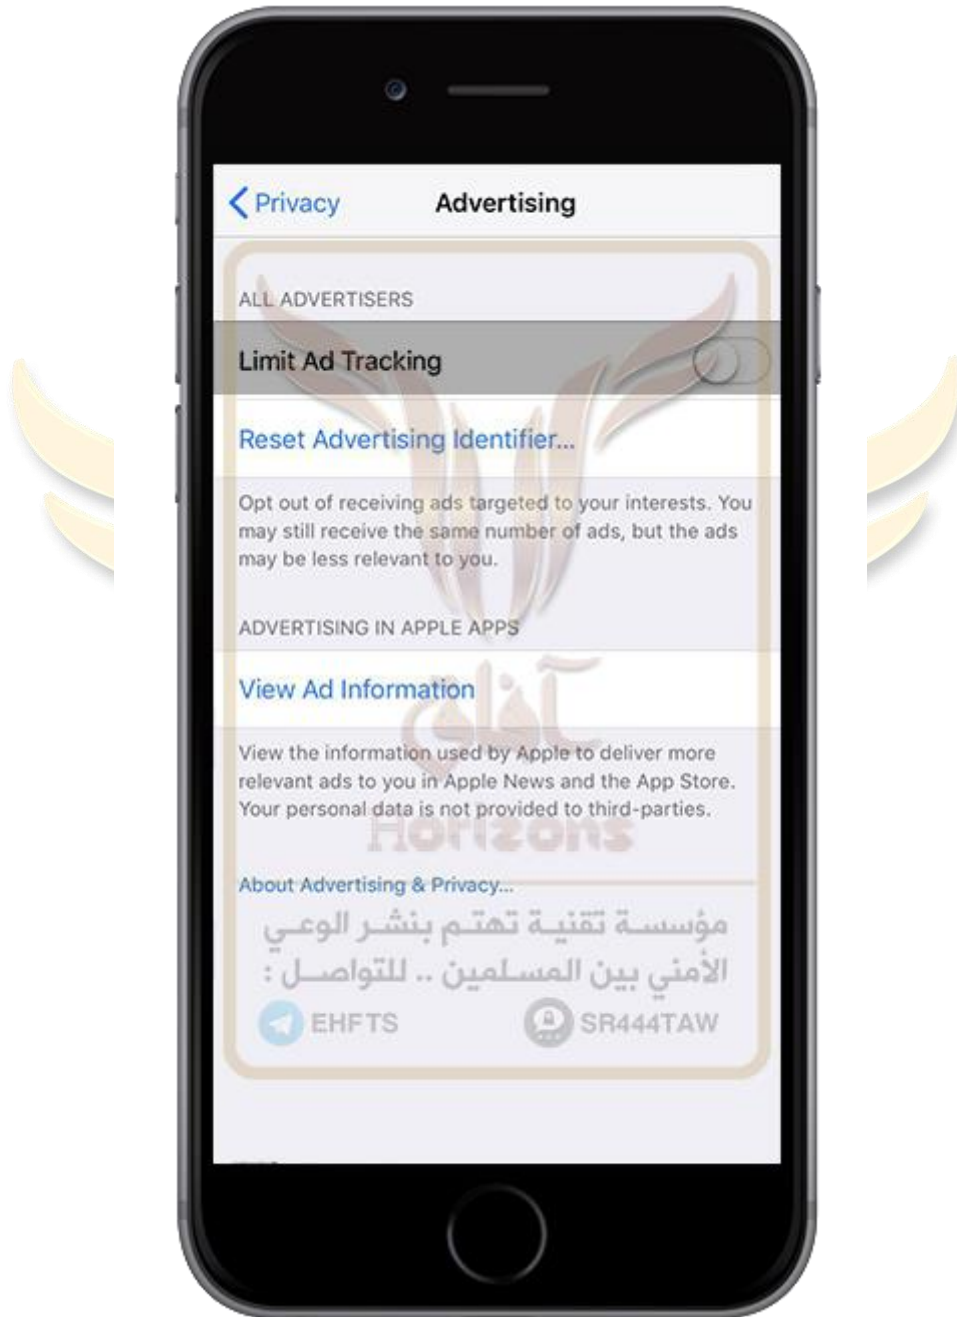 Privacy
Advertising
ALL ADVERTISERS
Limit Ad Tracking
Reset Advertising Identifier...
Opt out of receiving ads targeted to your interests. You
may still receive the same number of ads, but the ads
may be less relevant to you.
ADVERTISING IN APPLE APPS
View Ad Information
آفاق
View the information used by Apple to deliver more
relevant ads to you in Apple News and the App Store.
Your personal data is not provided to third-parties.
Horizons
About Advertising & Privacy...
مؤسسة تقنية تهتم بنشر الوعي
الأمني بين المسلمين .. للتواصل :
EHFTS
SR444TAW